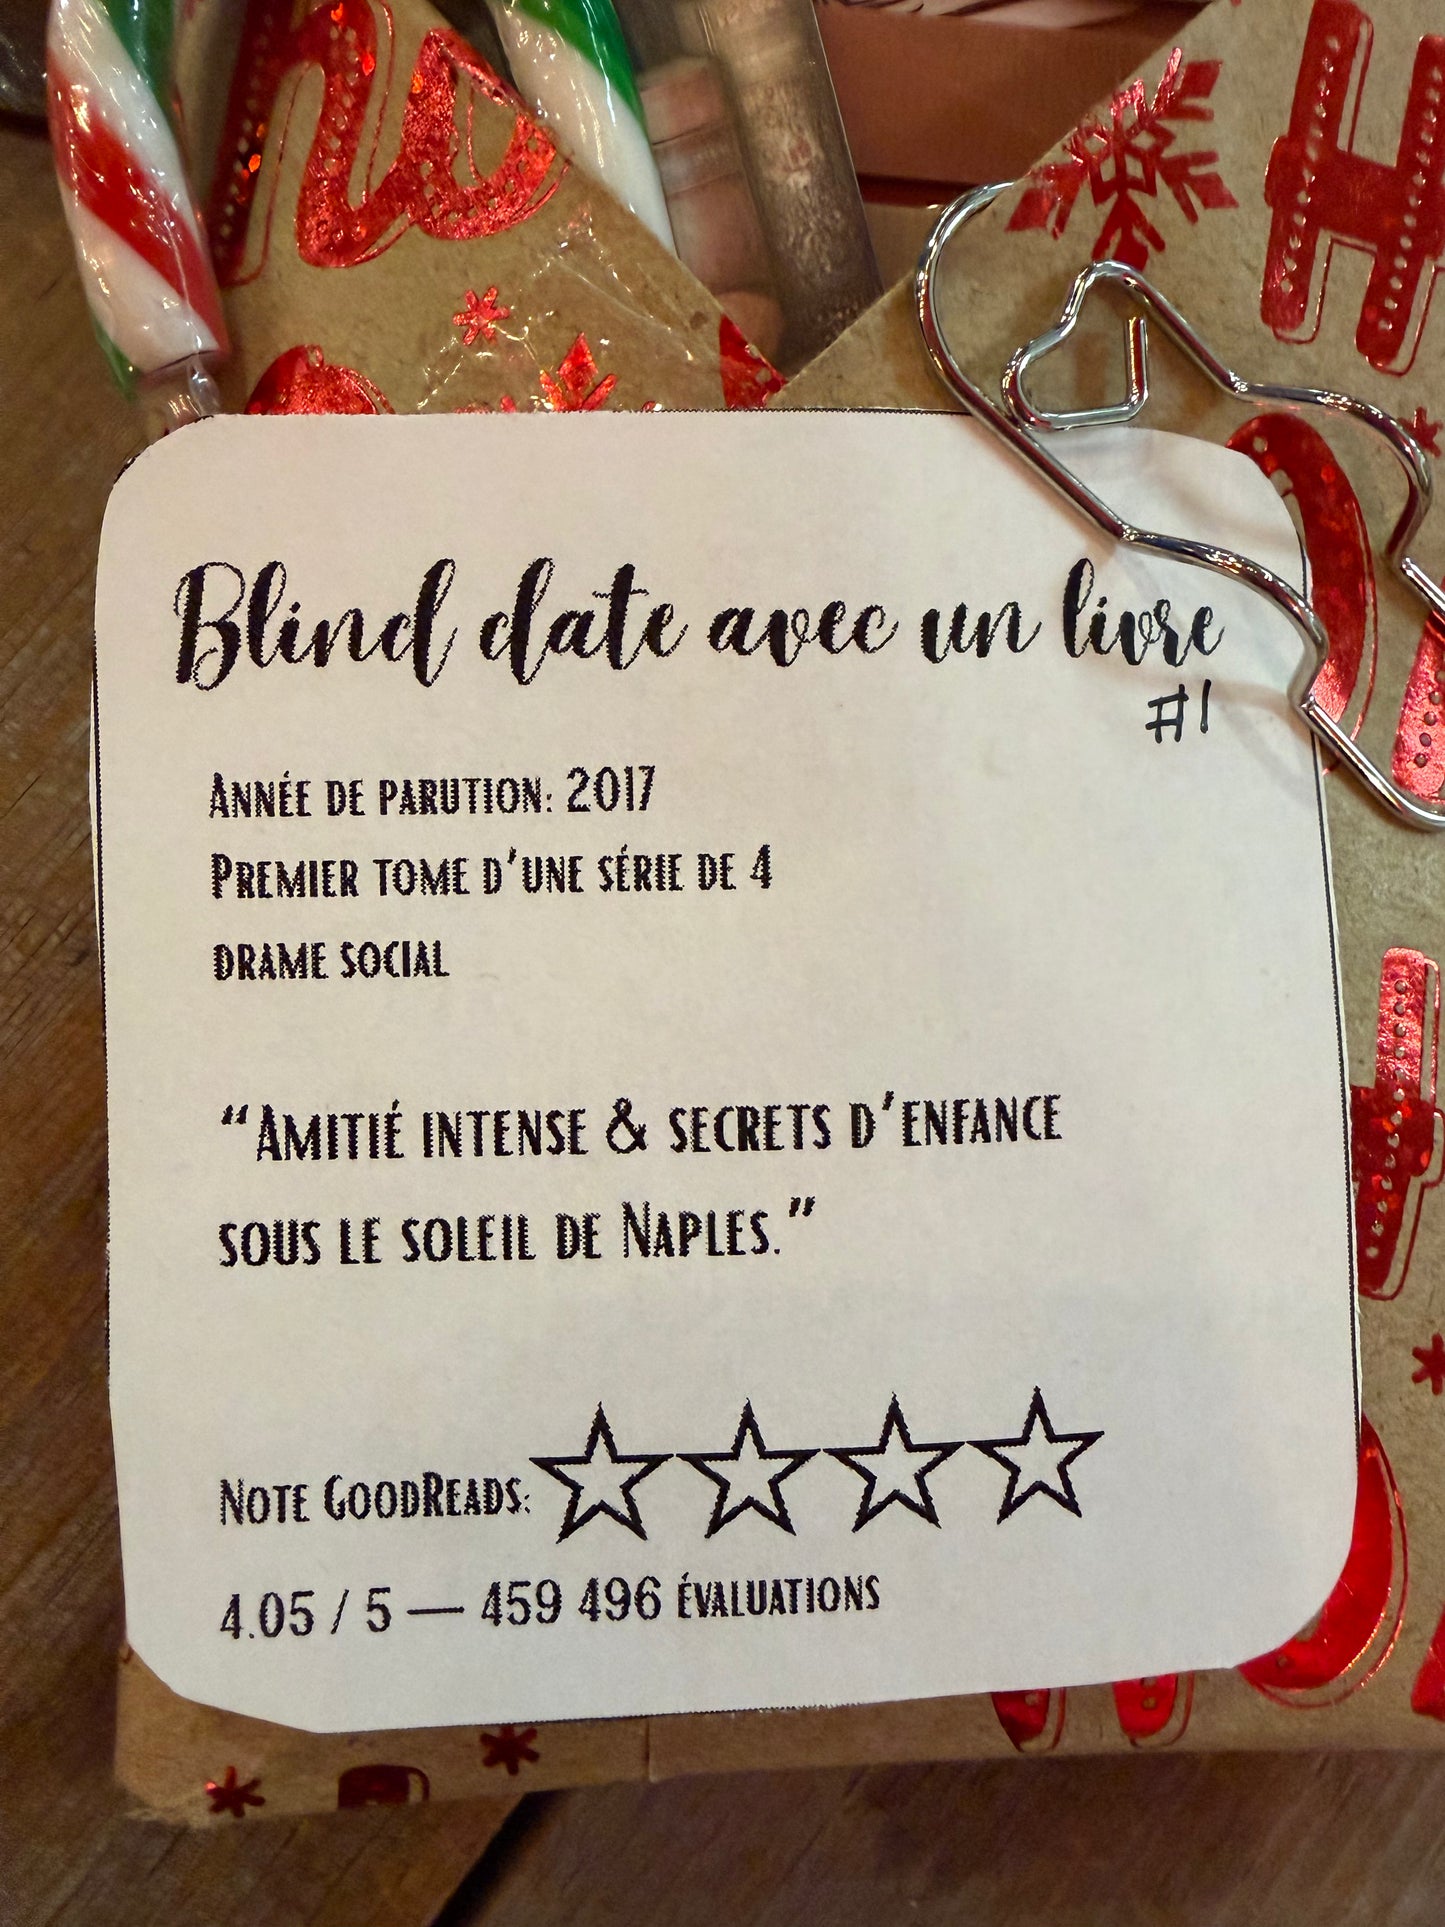 Blind date avec un livre
#1
Année de parution: 2017
Premier tome d'une série de 4
drame social
"Amitié intense & secrets d'enfance
sous le soleil de Naples."
Note GoodReads:
4.05 / 5 — 459 496 évaluations